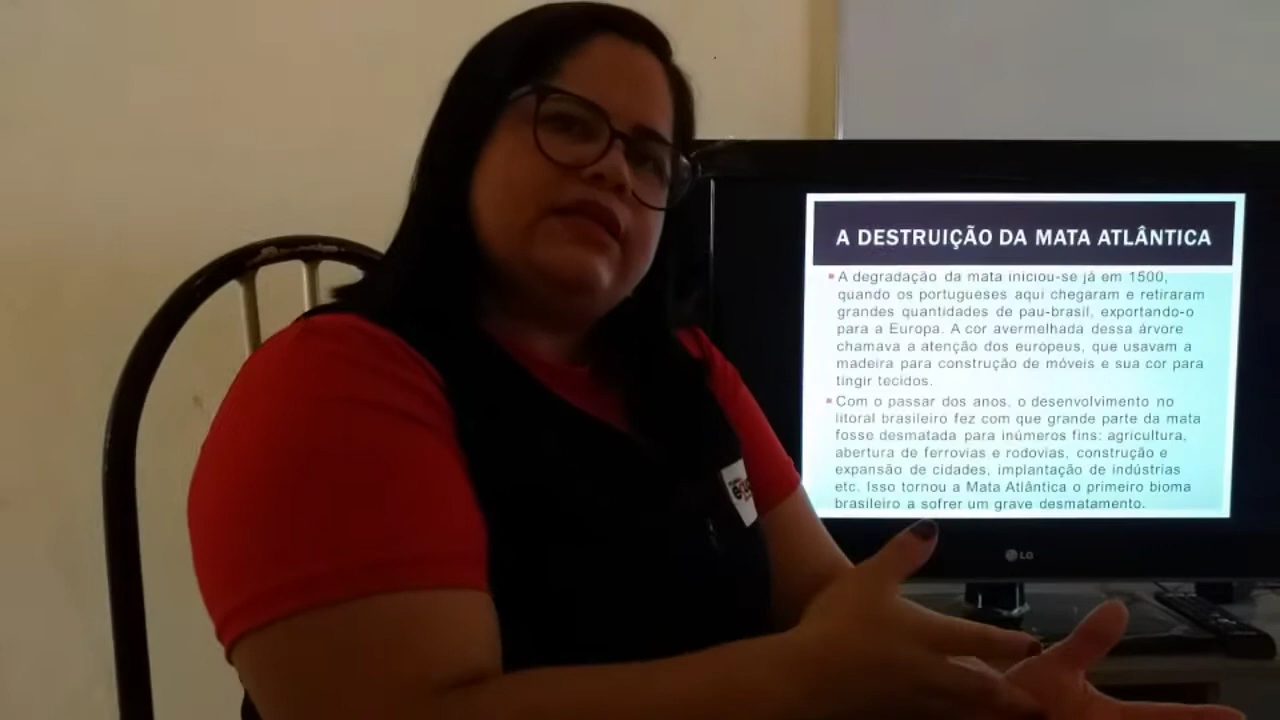 A DESTRUIÇÃO DA MATA ATLÂNTICA
A degradação da mata iniciou-se já em 1500,
quando os portugueses aqui chegaram e retiraram
grandes quantidades de pau-brasil, exportando-o
para a Europa. A cor avermelhada dessa árvore
chamava a atenção dos europeus, que usavam a
madeira para construção de móveis e sua cor para
tingir tecidos.
Com o passar dos anos, o desenvolvimento no
litoral brasileiro fez com que grande parte da mata
fosse desmatada para inúmeros fins: agricultura,
abertura de ferrovias e rodovias, construção e
expansão de cidades, implantação de indústrias
etc. Isso tornou a Mata Atlântica o primeiro bioma
brasileiro a sofrer um grave desmatamento.
LG